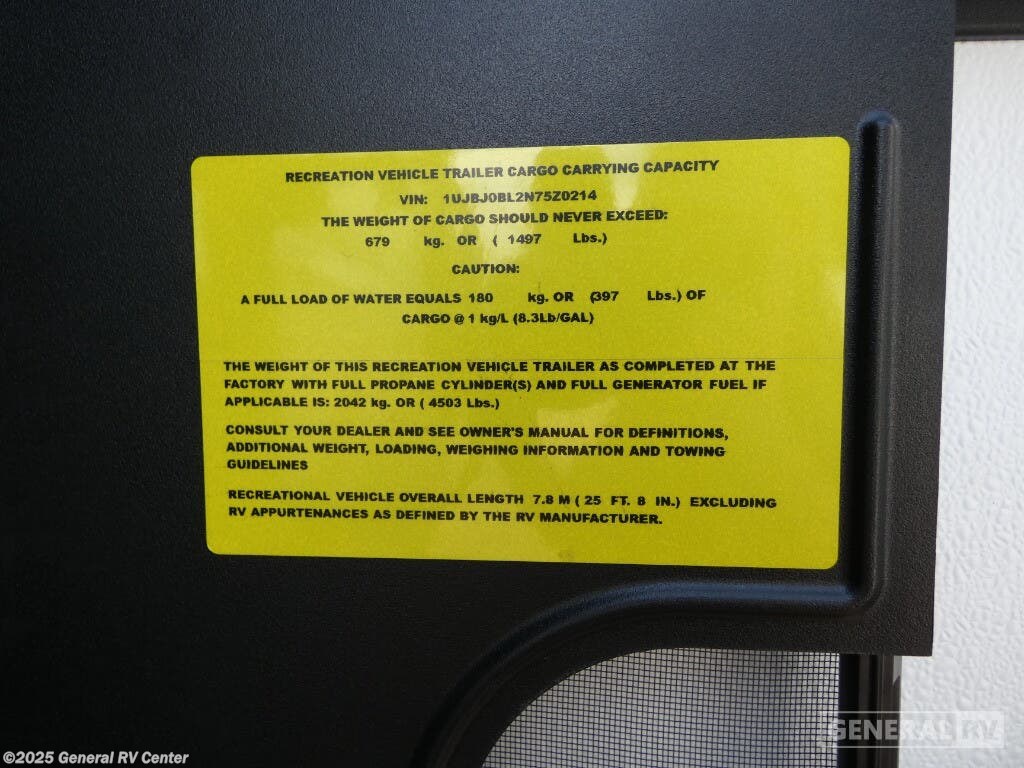 RECREATION VEHICLE TRAILER CARGO CARRYING CAPACITY
VIN: 1UJBJ0BL2N75Z0214
THE WEIGHT OF CARGO SHOULD NEVER EXCEED:
679 kg. OR ( 1497 Lbs.)
CAUTION:
A FULL LOAD OF WATER EQUALS 180 kg. OR (397 Lbs.) OF
CARGO @ 1 kg/L (8.3Lb/GAL)
THE WEIGHT OF THIS RECREATION VEHICLE TRAILER AS COMPLETED AT THE
FACTORY WITH FULL PROPANE CYLINDER(S) AND FULL GENERATOR FUEL IF
APPLICABLE IS: 2042 kg. OR ( 4503 Lbs.)
CONSULT YOUR DEALER AND SEE OWNER'S MANUAL FOR DEFINITIONS,
ADDITIONAL WEIGHT, LOADING, WEIGHING INFORMATION AND TOWING
GUIDELINES
RECREATIONAL VEHICLE OVERALL LENGTH 7.8 M ( 25 FT. 8 IN.) EXCLUDING
RV APPURTENANCES AS DEFINED BY THE RV MANUFACTURER.
GENERAL RV
©2025 General RV Center